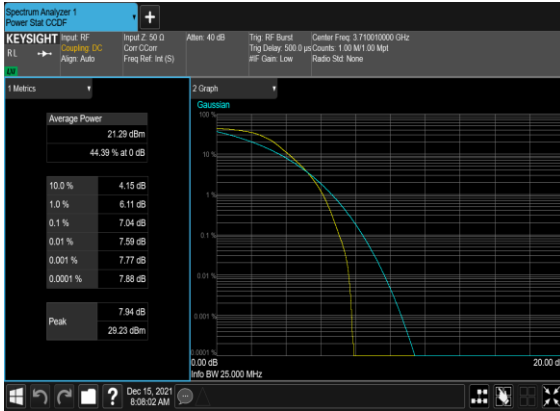 Spectrum Analyzer 1
Power Stat CCDF
+
KEYSIGHT
RL
Input: RF
Coupling: DC
Align: Auto
Input Z: 50 Ω
Corr CCorr
Freq Ref: Int (S)
Atten: 40 dB
Trig: RF Burst
Trig Delay: 500.0 µs
#IF Gain: Low
Center Freq: 3.710010000 GHz
Counts: 1.00 M/1.00 Mpt
Radio Std: None
1 Metrics
Average Power
21.29 dBm
44.39 % at 0 dB
10.0 % 4.15 dB
1.0 % 6.11 dB
0.1 % 7.04 dB
0.01 % 7.59 dB
0.001 % 7.77 dB
0.0001 % 7.88 dB
Peak
7.94 dB
29.23 dBm
2 Graph
Gaussian
100 %
10 %
1 %
0.1 %
0.01 %
0.001 %
0.0001 %
0.00 dB
20.00 d
Info BW 25.000 MHz
?
Dec 15, 2021
8:08:02 AM